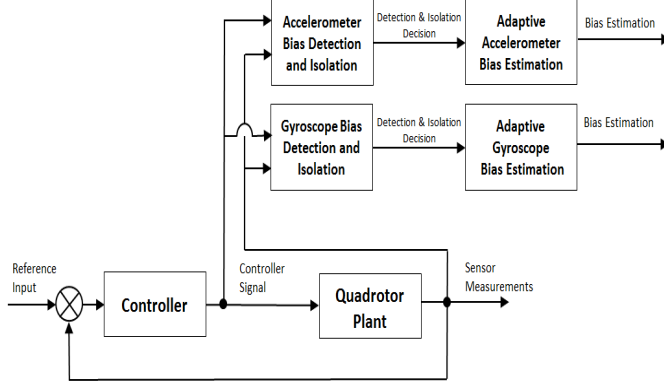 Accelerometer
Bias Detection
and Isolation
Detection & Isolation
Decision
Adaptive
Accelerometer
Bias Estimation
Bias Estimation
Gyroscope Bias
Detection and
Isolation
Detection & Isolation
Decision
Adaptive
Gyroscope
Bias Estimation
Bias Estimation
Reference
Input
Controller
Controller
Signal
Quadrotor
Plant
Sensor
Measurements